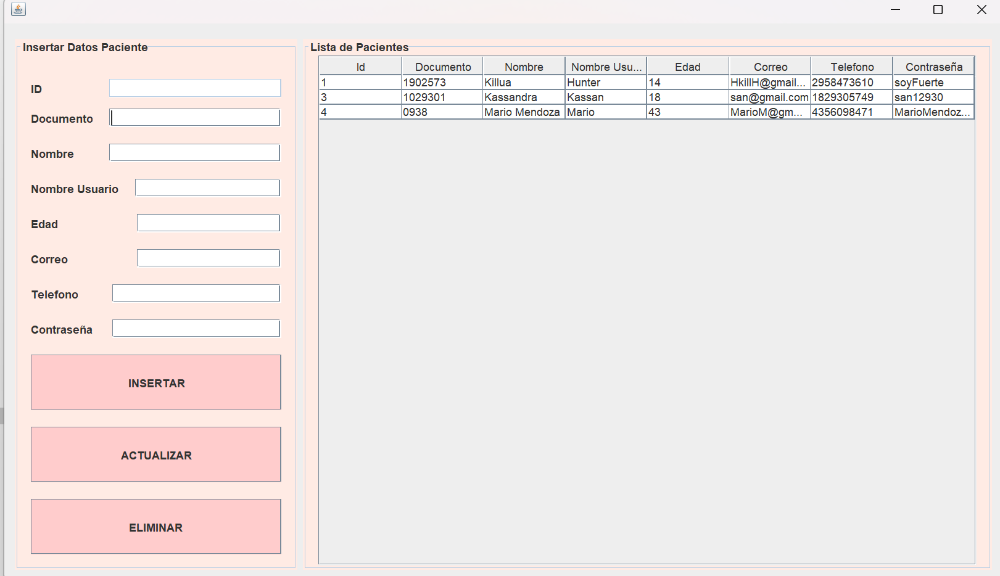 Insertar Datos Paciente
ID
Documento
Nombre
Nombre Usuario
Edad
Correo
Telefono
Contraseña
INSERTAR
ACTUALIZAR
ELIMINAR
Lista de Pacientes
Id Documento Nombre Nombre Usu... Edad Correo Telefono Contraseña
1 1902573 Killua Hunter 14 HkillH@gmail... 2958473610 soyFuerte
3 1029301 Kassandra Kassan 18 san@gmail.com 1829305749 san12930
4 0938 Mario Mendoza Mario 43 MarioM@gm... 4356098471 MarioMendoz...